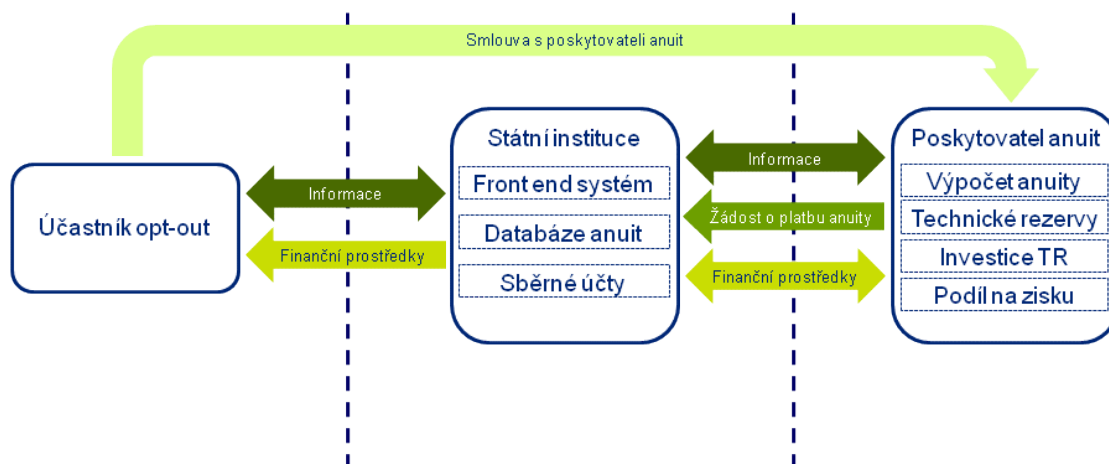 Smlouva s poskytovateli anuit
Účastník opt-out
Informace
Finanční prostředky
Státní instituce
Front end systém
Databáze anuit
Sběrné účty
Informace
Žádost o platbu anuity
Finanční prostředky
Poskytovatel anuit
Výpočet anuity
Technické rezervy
Investice TR
Podíl na zisku